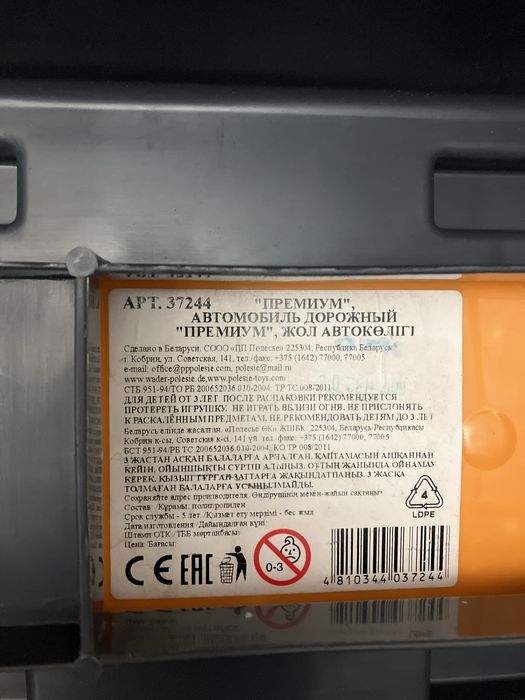 АРТ. 37244 "ПРЕМИУМ",
АВТОМОБИЛЬ ДОРОЖНЫЙ
"ПРЕМИУМ", ЖОЛ АВТОКӨЛІГІ
Сделано в Беларуси. СООО «ПП Полесье» 225304, Республика Беларусь
г. Кобрин, ул. Советская, 141, тел./факс: +375 (1642) 77000, 77005
e-mail: office@pppolesie.com, polesie@mail.ru
www.wader-polesie.de,www.polesie-toys.com
СТБ 951-94/ТО РБ 200652036.010-2004; ТР ТС 008/2011
ДЛЯ ДЕТЕЙ ОТ 3 ЛЕТ. ПОСЛЕ РАСПАКОВКИ РЕКОМЕНДУЕТСЯ
ПРОТЕРЕТЬ ИГРУШКУ. НЕ ИГРАТЬ ВБЛИЗИ ОГНЯ. НЕ ПРИСЛОНЯТЬ
К РАСКАЛЁННЫМ ПРЕДМЕТАМ. НЕ РЕКОМЕНДОВАТЬ ДЕТЯМ ДО 3 ЛЕТ
Беларусь елінде жасалған. «Полесье ӨК» ЖШБК. 225304, Беларусь Республикасы
Кобрин к-сы, Советская к-сі, 141 үй. тел./факс: +375 (1642) 77000, 77005
БСТ 951-94/РБ ТС 200652036.010-2004; КО ТР 008/2011
3 ЖАСТАН АСҚАН БАЛАЛАРҒА АРНАЛҒАН. ҚАПТАМАСЫН АШҚАННАН
КЕЙІН, ОЙЫНШЫҚТЫ СҮРТІП АЛЫҢЫЗ. ОТТЫҢ ЖАНЫНДА ОЙНАМАУ
КЕРЕК. ҚЫЗЫП ТҰРҒАН ЗАТТАРҒА ЖАҚЫНДАТПАҢЫЗ. 3 ЖАСҚА
ТОЛМАҒАН БАЛАЛАРҒА ҰСЫНЫЛМАЙДЫ.
Сохраняйте адрес производителя. Өндірушінің мекен-жайын сақтаңыз
Состав / Құрамы: полипропилен
Срок службы - 5 лет / Қызмет ету мерзімі - бес жыл
Дата изготовления / Дайындалған күні:
Штамп ОТК / ТББ мөртаңбасы:
Цена / Бағасы:
CE EAC 0-3
4
LDPE
4 810344 037244